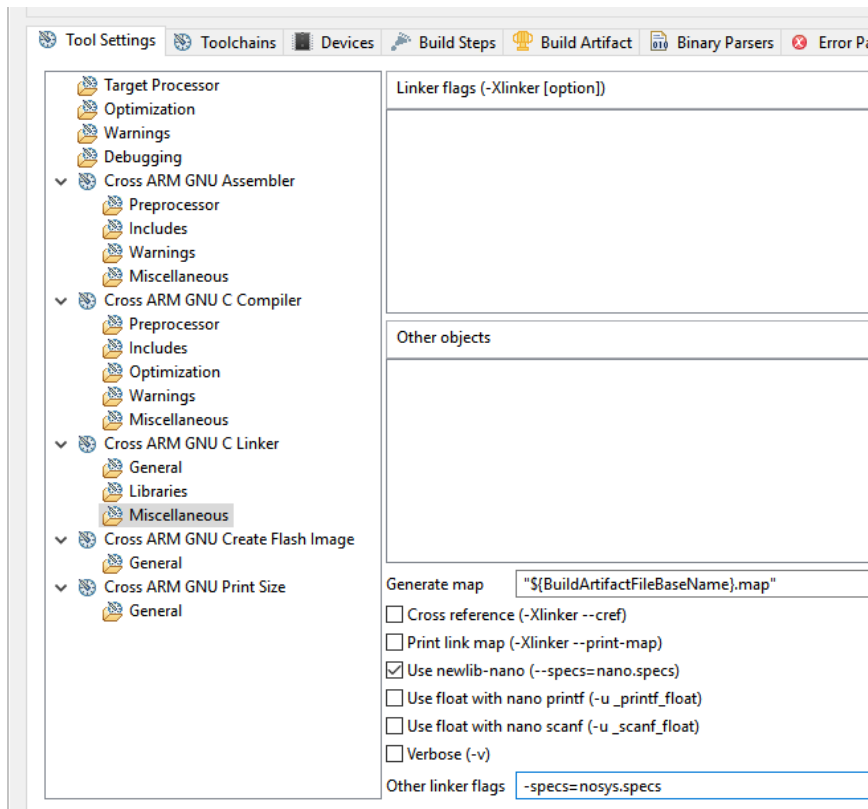 Tool Settings Toolchains Devices Build Steps Build Artifact Binary Parsers Error Pa
Target Processor
Optimization
Warnings
Debugging
Cross ARM GNU Assembler
Preprocessor
Includes
Warnings
Miscellaneous
Cross ARM GNU C Compiler
Preprocessor
Includes
Optimization
Warnings
Miscellaneous
Cross ARM GNU C Linker
General
Libraries
Miscellaneous
Cross ARM GNU Create Flash Image
General
Cross ARM GNU Print Size
General
Linker flags (-Xlinker [option])
Other objects
Generate map "${BuildArtifactFileBaseName}.map"
Cross reference (-Xlinker --cref)
Print link map (-Xlinker --print-map)
Use newlib-nano (--specs=nano.specs)
Use float with nano printf (-u _printf_float)
Use float with nano scanf (-u _scanf_float)
Verbose (-v)
Other linker flags -specs=nosys.specs